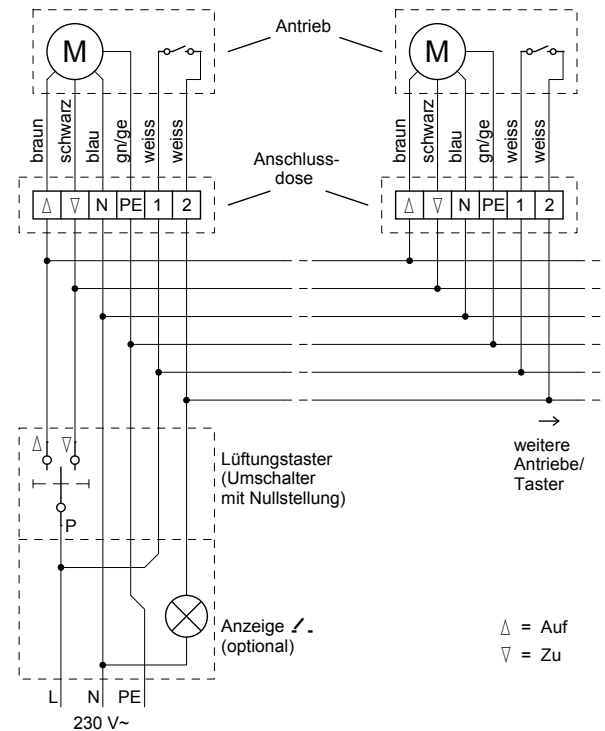 Antrieb
M
M
braun
schwarz
blau
gn/ge
weiss
weiss
braun
schwarz
blau
gn/ge
weiss
weiss
Anschluss-
dose
N PE 1 2
N PE 1 2
→
weitere
Antriebe/
Taster
Lüftungstaster
(Umschalter
mit Nullstellung)
P
Anzeige
(optional)
△ = Auf
▽ = Zu
L N PE
230 V~